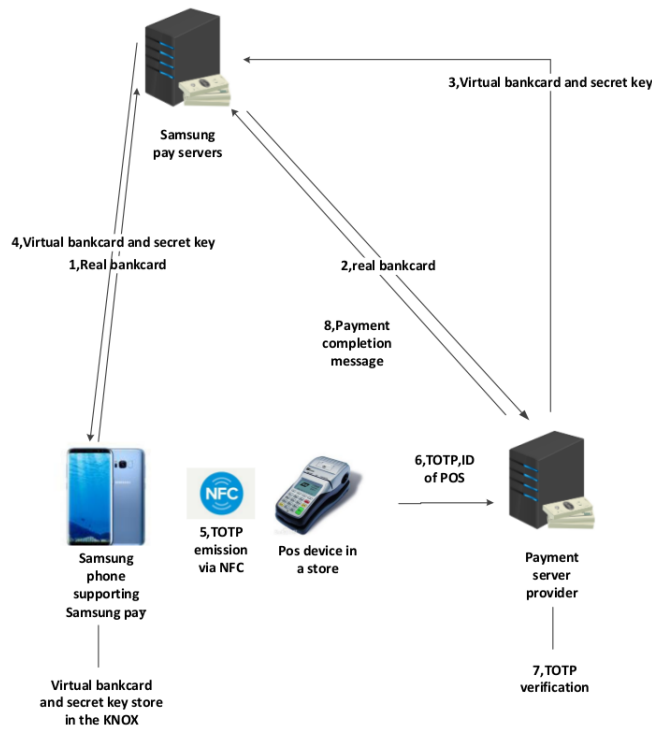 Samsung
pay servers
3,Virtual bankcard and secret key
4,Virtual bankcard and secret key
1,Real bankcard
2,real bankcard
8,Payment
completion
message
NFC
5,TOTP
emission
via NFC
Pos device in
a store
6,TOTP,ID
of POS
Samsung
phone
supporting
Samsung pay
Payment
server
provider
Virtual bankcard
and secret key store
in the KNOX
7,TOTP
verification